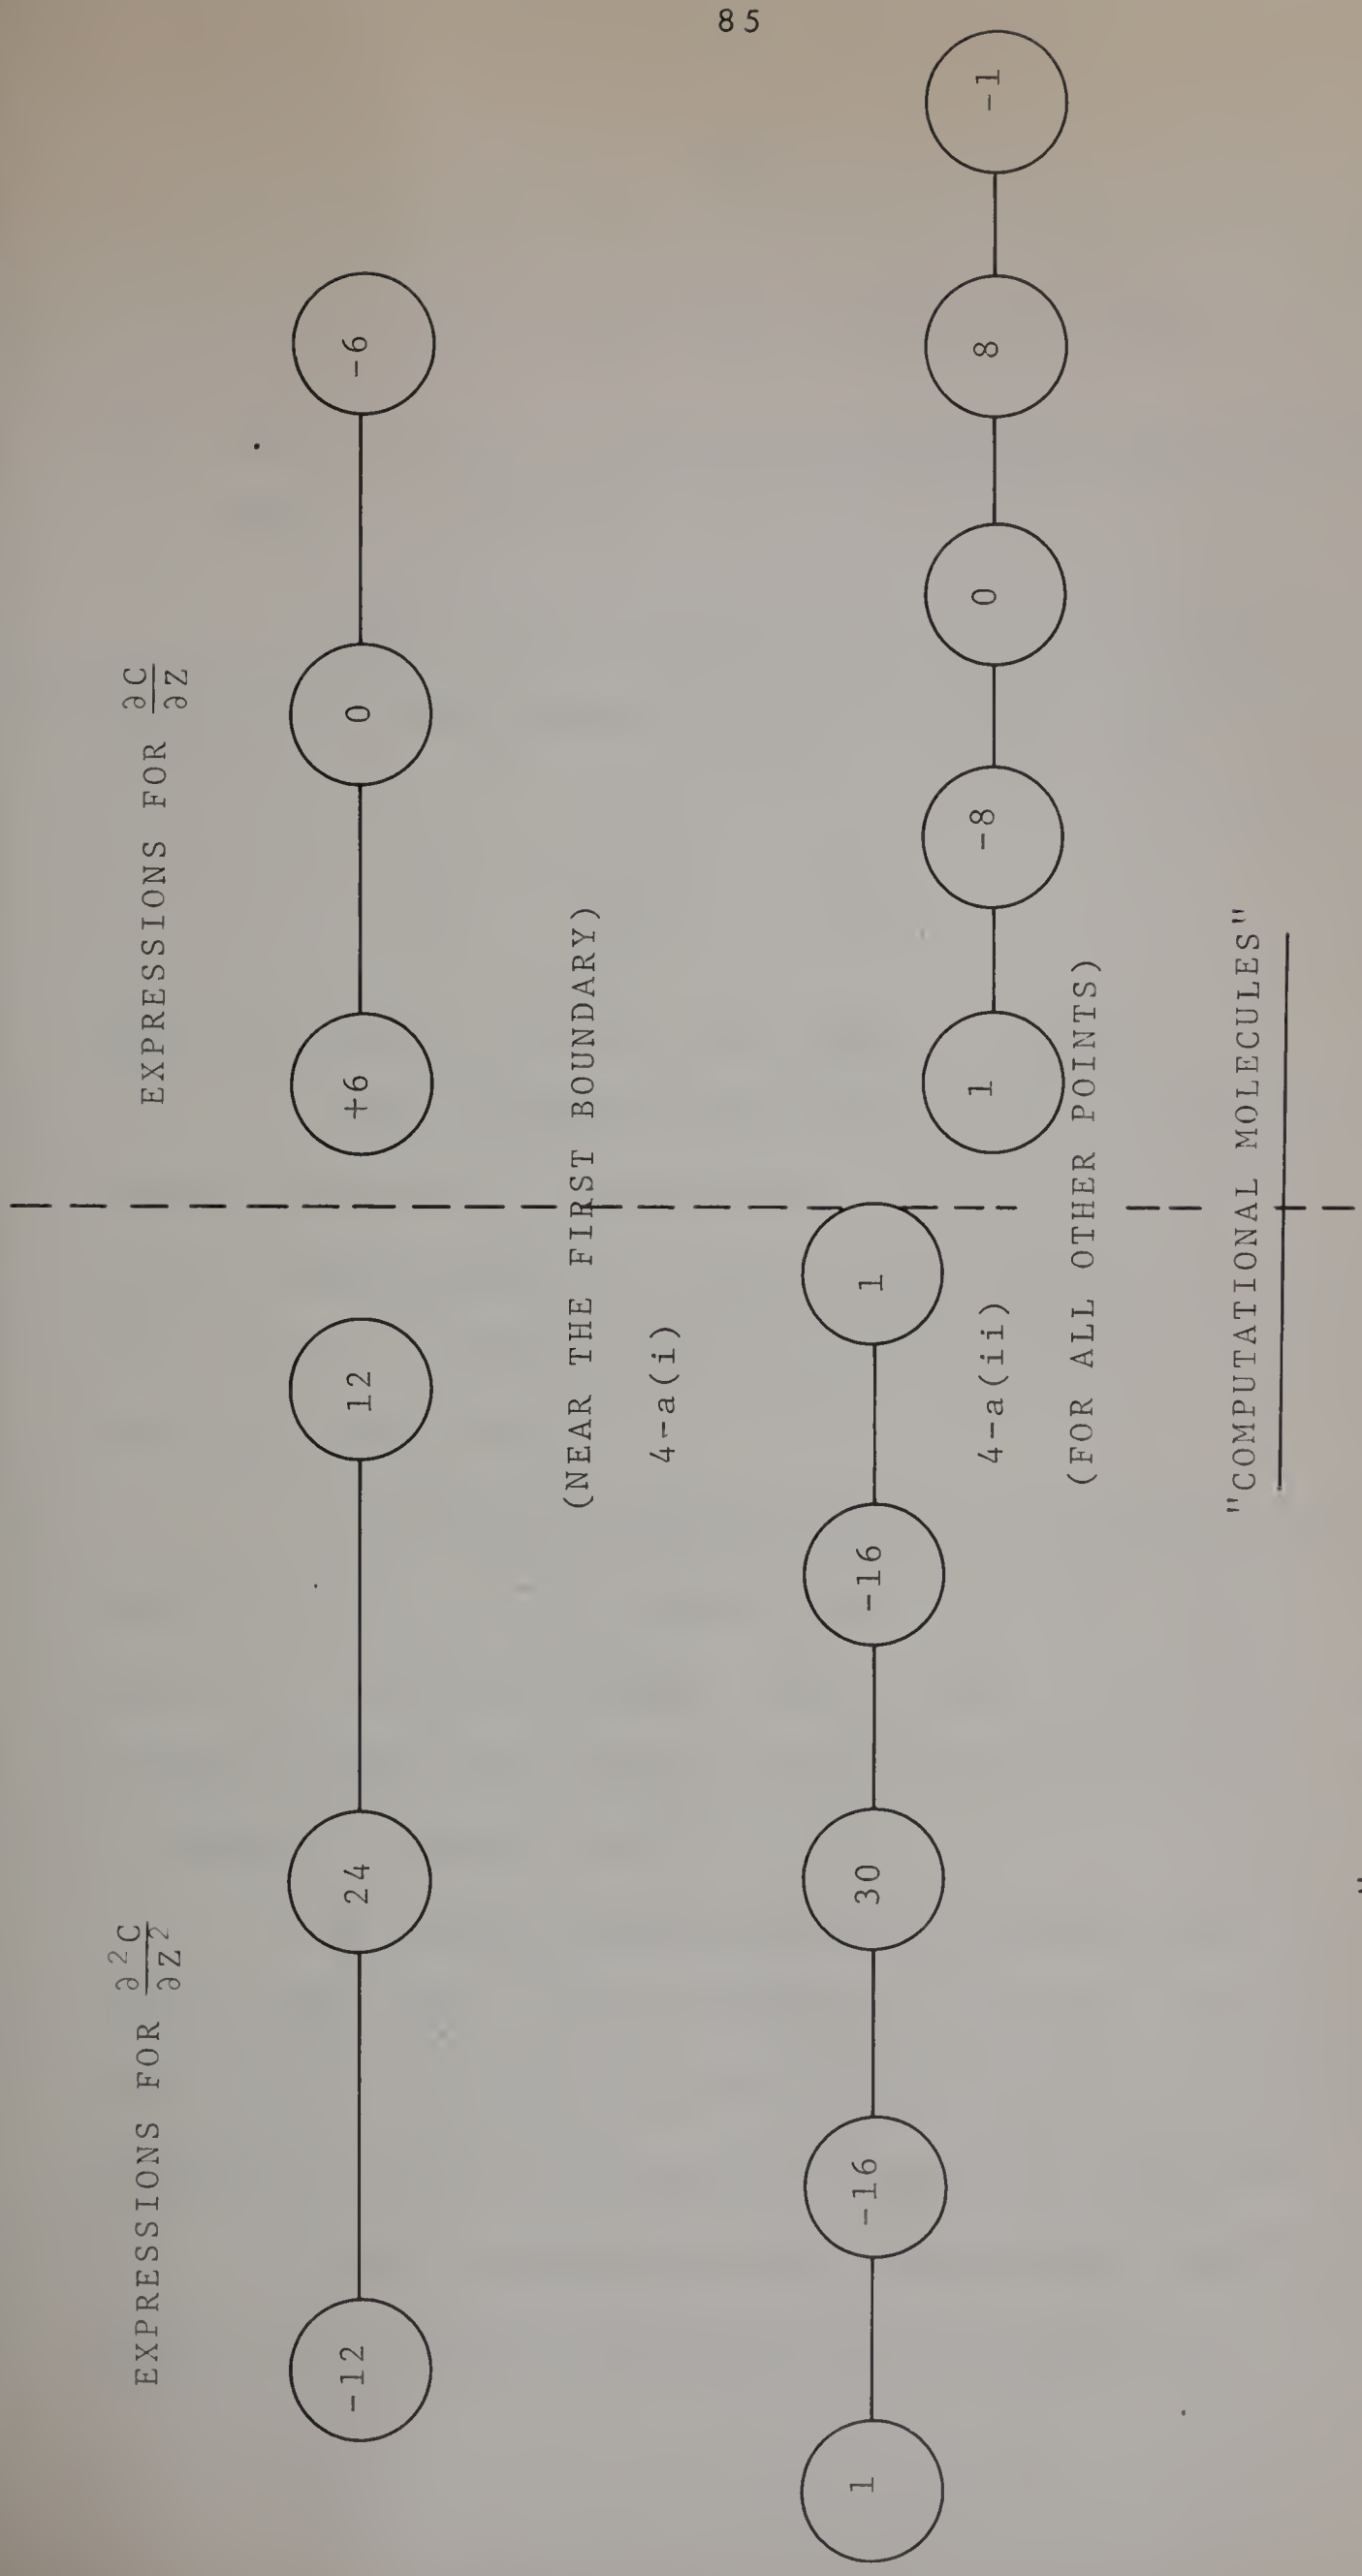 85
EXPRESSIONS FOR ∂²C/∂Z²
EXPRESSIONS FOR ∂C/∂Z
-12 24 12
+6 0 -6
(NEAR THE FIRST BOUNDARY)
4-a(i)
1 -16 30 -16 1
1 -8 0 8 -1
4-a(ii)
(FOR ALL OTHER POINTS)
"COMPUTATIONAL MOLECULES"